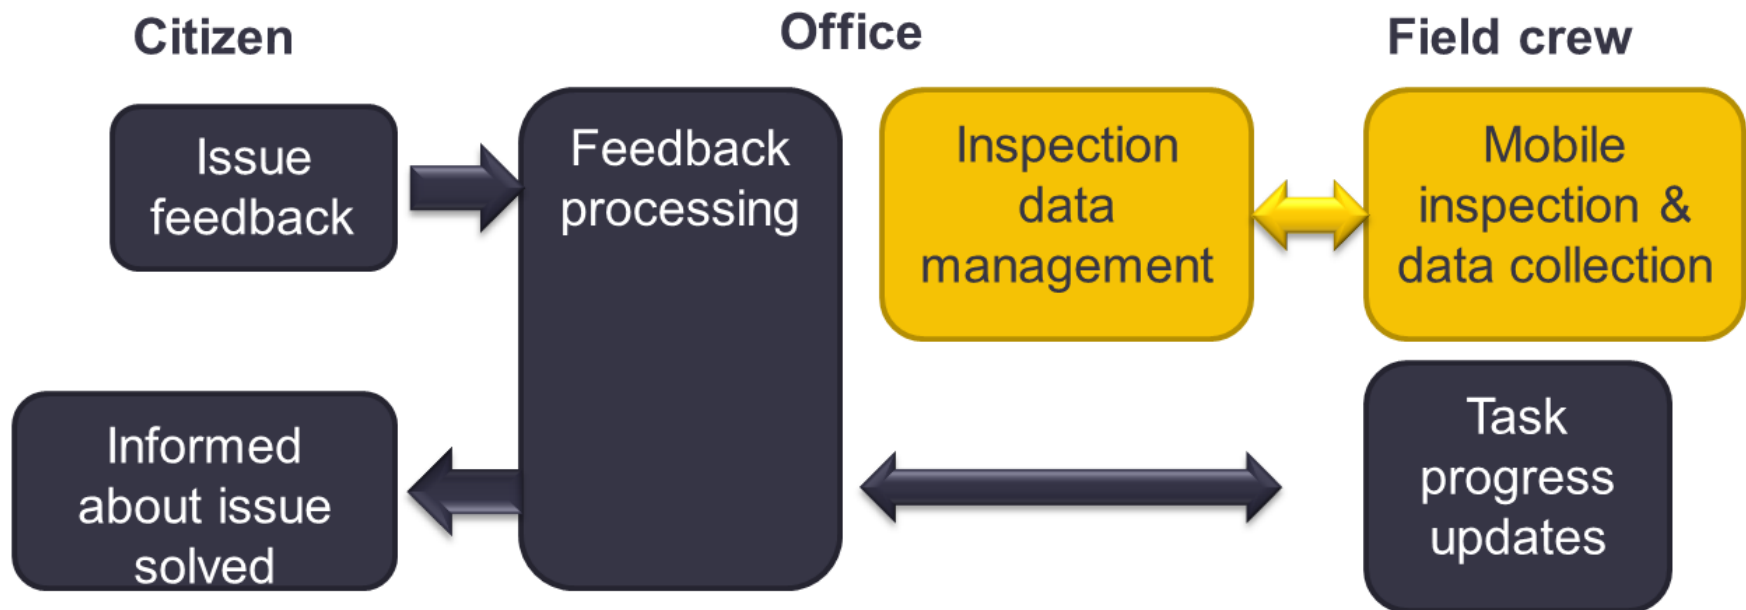 Citizen
Office
Field crew
Issue
feedback
Feedback
processing
Inspection
data
management
Mobile
inspection &
data collection
Informed
about issue
solved
Task
progress
updates